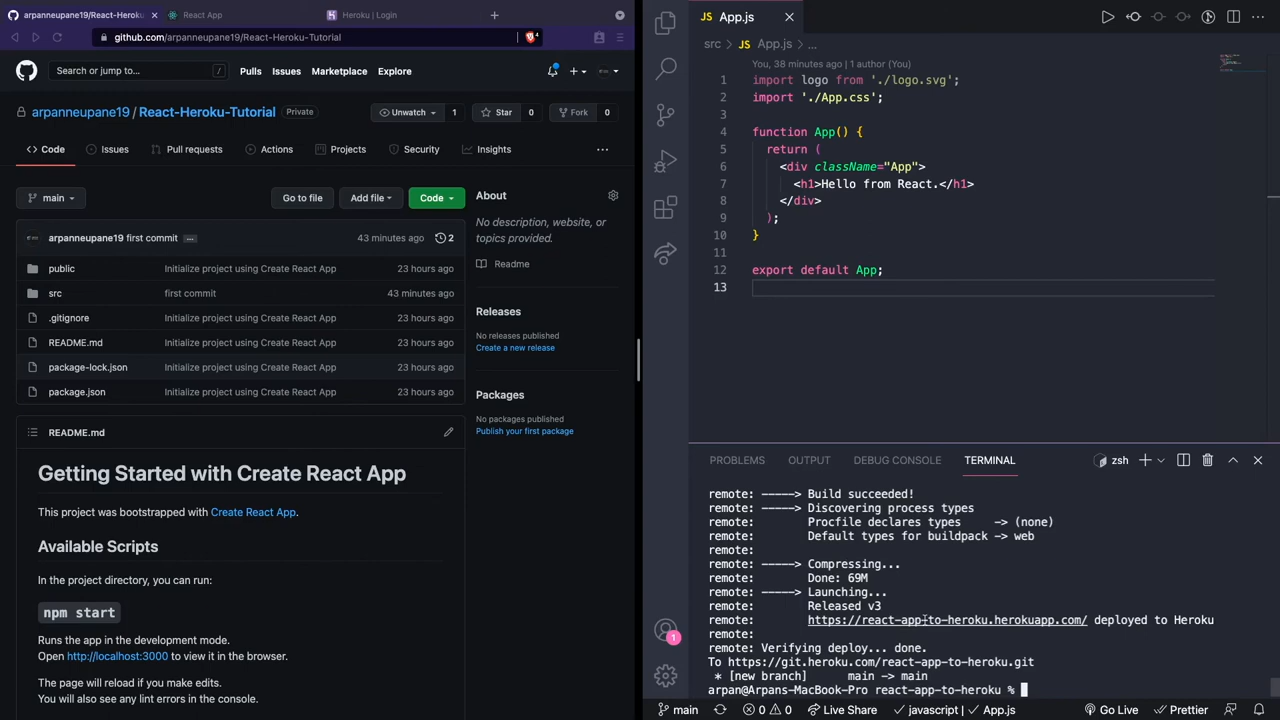 arpanneupane19/React-Heroku
React App
Heroku | Login
github.com/arpanneupane19/React-Heroku-Tutorial
4
Search or jump to...
/
Pulls
Issues
Marketplace
Explore
arpanneupane19 / React-Heroku-Tutorial
Private
Unwatch
1
Star
0
Fork
0
Code
Issues
Pull requests
Actions
Projects
Security
Insights
main
Go to file
Add file
Code
arpanneupane19 first commit
43 minutes ago
2
public
Initialize project using Create React App
23 hours ago
src
first commit
43 minutes ago
.gitignore
Initialize project using Create React App
23 hours ago
README.md
Initialize project using Create React App
23 hours ago
package-lock.json
Initialize project using Create React App
23 hours ago
package.json
Initialize project using Create React App
23 hours ago
README.md
Getting Started with Create React App
This project was bootstrapped with Create React App.
Available Scripts
In the project directory, you can run:
npm start
Runs the app in the development mode.
Open http://localhost:3000 to view it in the browser.
The page will reload if you make edits.
You will also see any lint errors in the console.
About
No description, website, or
topics provided.
Readme
Releases
No releases published
Create a new release
Packages
No packages published
Publish your first package
JS App.js
src > JS App.js > ...
You, 38 minutes ago | 1 author (You)
1 import logo from './logo.svg';
2 import './App.css';
3
4 function App() {
5 return (
6 <div className="App">
7 <h1>Hello from React.</h1>
8 </div>
9 );
10 }
11
12 export default App;
13
PROBLEMS
OUTPUT
DEBUG CONSOLE
TERMINAL
zsh
remote: -----> Build succeeded!
remote: -----> Discovering process types
remote: Procfile declares types -> (none)
remote: Default types for buildpack -> web
remote:
remote: -----> Compressing...
remote: Done: 69M
remote: -----> Launching...
remote: Released v3
remote: https://react-app-to-heroku.herokuapp.com/ deployed to Heroku
remote:
remote: Verifying deploy... done.
To https://git.heroku.com/react-app-to-heroku.git
* [new branch] main -> main
arpan@Arpans-MacBook-Pro react-app-to-heroku %
1
main
0
0
Live Share
javascript |
App.js
Go Live
Prettier